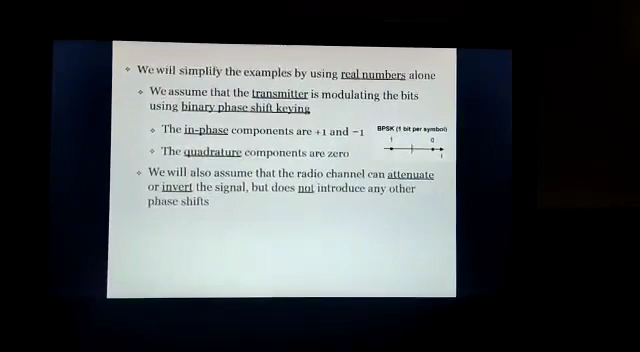 ❖ We will simplify the examples by using real numbers alone
❖ We assume that the transmitter is modulating the bits
using binary phase shift keying
❖ The in-phase components are +1 and −1
BPSK (1 bit per symbol)
1 0
I
❖ The quadrature components are zero
❖ We will also assume that the radio channel can attenuate
or invert the signal, but does not introduce any other
phase shifts